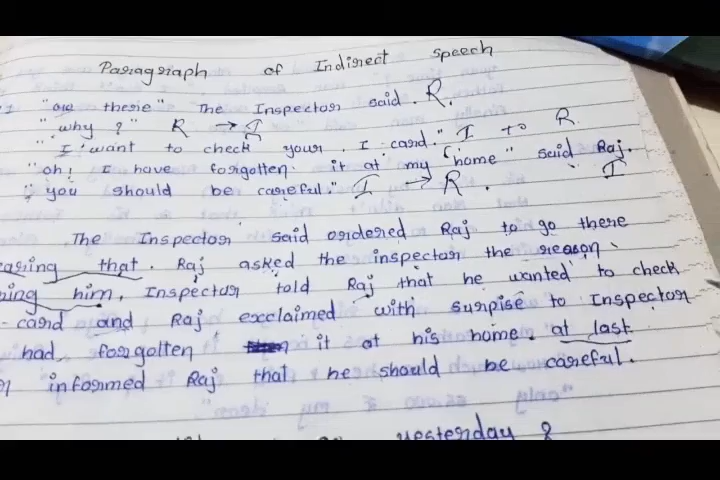 Paragraph of Indirect speech
there" The Inspector said. R.
"why ?" R → I
"I want to check your I card." I to R
"oh! I have forgotten it at my home" said Raj.
I
"you should be careful." I → R.
The Inspector said ordered Raj to go there
earing that. Raj asked the inspector the reason
ing him. Inspector told Raj that he wanted to check
card and Raj exclaimed with surprise to Inspector
had forgotten it at his home. at last
informed Raj that he should be careful.
yesterday ?